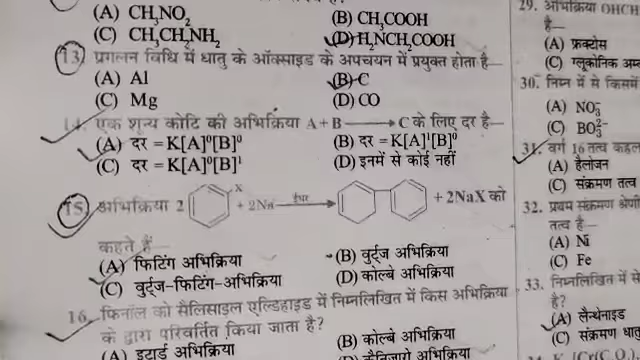 (A) CH₃NO₂
(B) CH₃COOH
(C) CH₃CH₂NH₂
(D) H₂NCH₂COOH
13. प्रगलन विधि में धातु के ऑक्साइड के अपचयन में प्रयुक्त होता है—
(A) Al
(B) C
(C) Mg
(D) CO
14. एक शून्य कोटि की अभिक्रिया A + B ⟶ C के लिए दर है—
(A) दर = K[A]⁰[B]⁰
(B) दर = K[A]¹[B]⁰
(C) दर = K[A]⁰[B]¹
(D) इनमें से कोई नहीं
15. अभिक्रिया 2 X + 2Na ईथर ⟶ + 2NaX को
कहते हैं—
(A) फिटिंग अभिक्रिया
(B) वुर्ट्ज अभिक्रिया
(C) वुर्ट्ज-फिटिंग-अभिक्रिया
(D) कोल्बे अभिक्रिया
16. फिनॉल को सैलिसाइल एल्डिहाइड में निम्नलिखित में किस अभिक्रिया
के द्वारा परिवर्तित किया जाता है?
(A) इटार्ड अभिक्रिया
(B) कोल्बे अभिक्रिया
अभिक्रिया
29. अभिक्रिया OHCH
है—
(A) फ्रक्टोस
(C) ग्लूकोनिक अम्ल
30. निम्न में से किसमें
(A) NO₃⁻
(C) BO₃³⁻
31. वर्ग 16 तत्व कहला
(A) हैलोजन
(C) संक्रमण तत्व
32. प्रथम संक्रमण श्रेणी
तत्व है—
(A) Ni
(C) Fe
33. निम्नलिखित में से
है?
(A) लैन्थेनाइड
(C) संक्रमण धातु